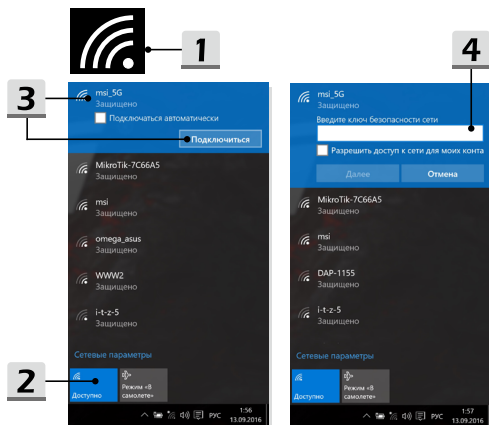 1
3
msi_5G
Защищено
Подключаться автоматически
Подключиться
MikroTik-7C66A5
Защищено
msi
Защищено
omega_asus
Защищено
WWW2
Защищено
i-t-z-5
Защищено
Сетевые параметры
2
Доступно
Режим «В
самолете»
РУС
1:56
13.09.2016
4
msi_5G
Защищено
Введите ключ безопасности сети
Разрешить доступ к сети для моих конта
Далее
Отмена
MikroTik-7C66A5
Защищено
msi
Защищено
DAP-1155
Защищено
i-t-z-5
Защищено
Сетевые параметры
Доступно
Режим «В
самолете»
РУС
1:57
13.09.2016